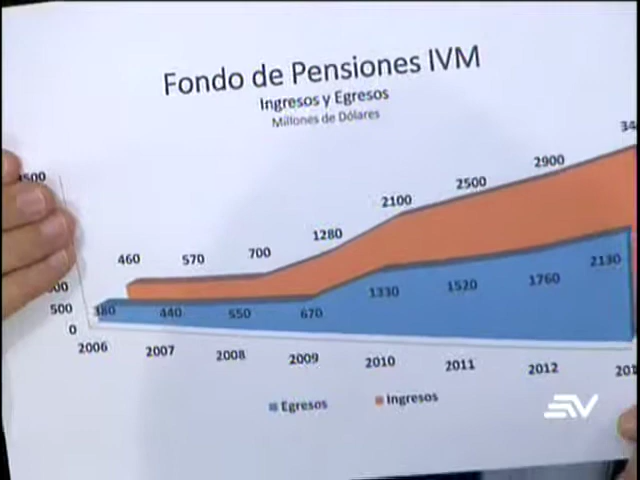 Fondo de Pensiones IVM
Ingresos y Egresos
Millones de Dólares
460 570 700 1280 2100 2500 2900
380 440 550 670 1330 1520 1760 2130
500
0
2006 2007 2008 2009 2010 2011 2012
Egresos Ingresos